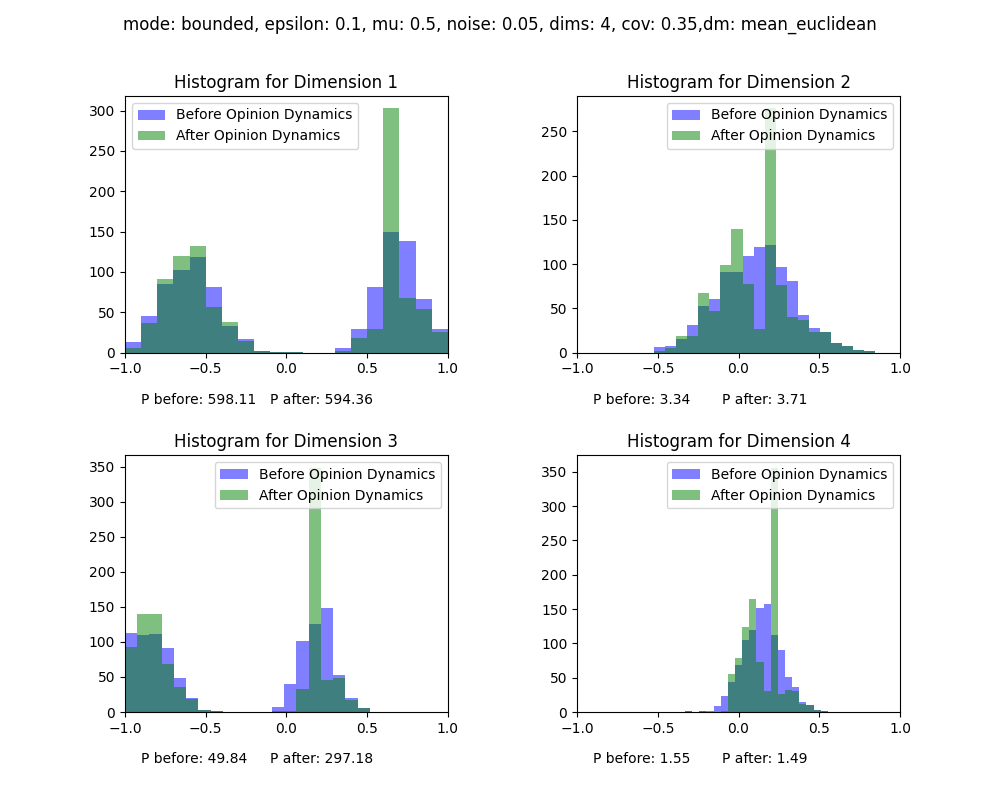 mode: bounded, epsilon: 0.1, mu: 0.5, noise: 0.05, dims: 4, cov: 0.35,dm: mean_euclidean
Histogram for Dimension 1
Before Opinion Dynamics
After Opinion Dynamics
300
250
200
150
100
50
0
−1.0 −0.5 0.0 0.5 1.0
P before: 598.11 P after: 594.36
Histogram for Dimension 2
Before Opinion Dynamics
After Opinion Dynamics
250
200
150
100
50
0
−1.0 −0.5 0.0 0.5 1.0
P before: 3.34 P after: 3.71
Histogram for Dimension 3
Before Opinion Dynamics
After Opinion Dynamics
350
300
250
200
150
100
50
0
−1.0 −0.5 0.0 0.5 1.0
P before: 49.84 P after: 297.18
Histogram for Dimension 4
Before Opinion Dynamics
After Opinion Dynamics
350
300
250
200
150
100
50
0
−1.0 −0.5 0.0 0.5 1.0
P before: 1.55 P after: 1.49